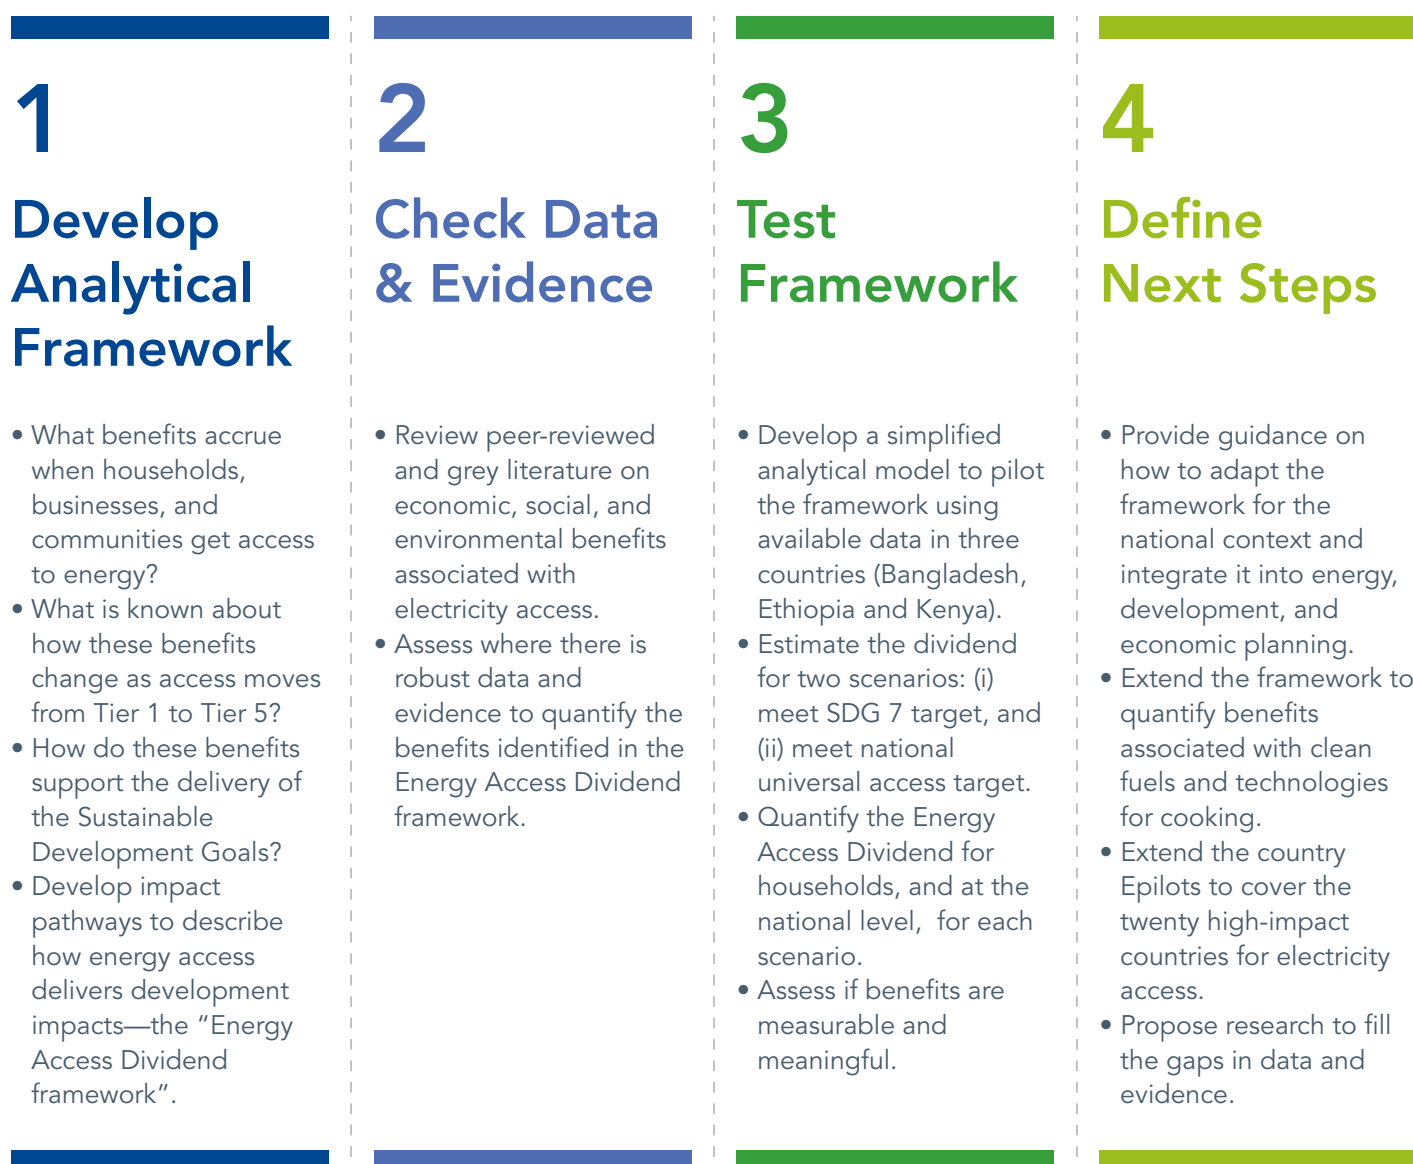 1
Develop
Analytical
Framework
• What benefits accrue
when households,
businesses, and
communities get access
to energy?
• What is known about
how these benefits
change as access moves
from Tier 1 to Tier 5?
• How do these benefits
support the delivery of
the Sustainable
Development Goals?
• Develop impact
pathways to describe
how energy access
delivers development
impacts—the “Energy
Access Dividend
framework”.
2
Check Data
& Evidence
• Review peer-reviewed
and grey literature on
economic, social, and
environmental benefits
associated with
electricity access.
• Assess where there is
robust data and
evidence to quantify the
benefits identified in the
Energy Access Dividend
framework.
3
Test
Framework
• Develop a simplified
analytical model to pilot
the framework using
available data in three
countries (Bangladesh,
Ethiopia and Kenya).
• Estimate the dividend
for two scenarios: (i)
meet SDG 7 target, and
(ii) meet national
universal access target.
• Quantify the Energy
Access Dividend for
households, and at the
national level, for each
scenario.
• Assess if benefits are
measurable and
meaningful.
4
Define
Next Steps
• Provide guidance on
how to adapt the
framework for the
national context and
integrate it into energy,
development, and
economic planning.
• Extend the framework to
quantify benefits
associated with clean
fuels and technologies
for cooking.
• Extend the country
Epilots to cover the
twenty high-impact
countries for electricity
access.
• Propose research to fill
the gaps in data and
evidence.